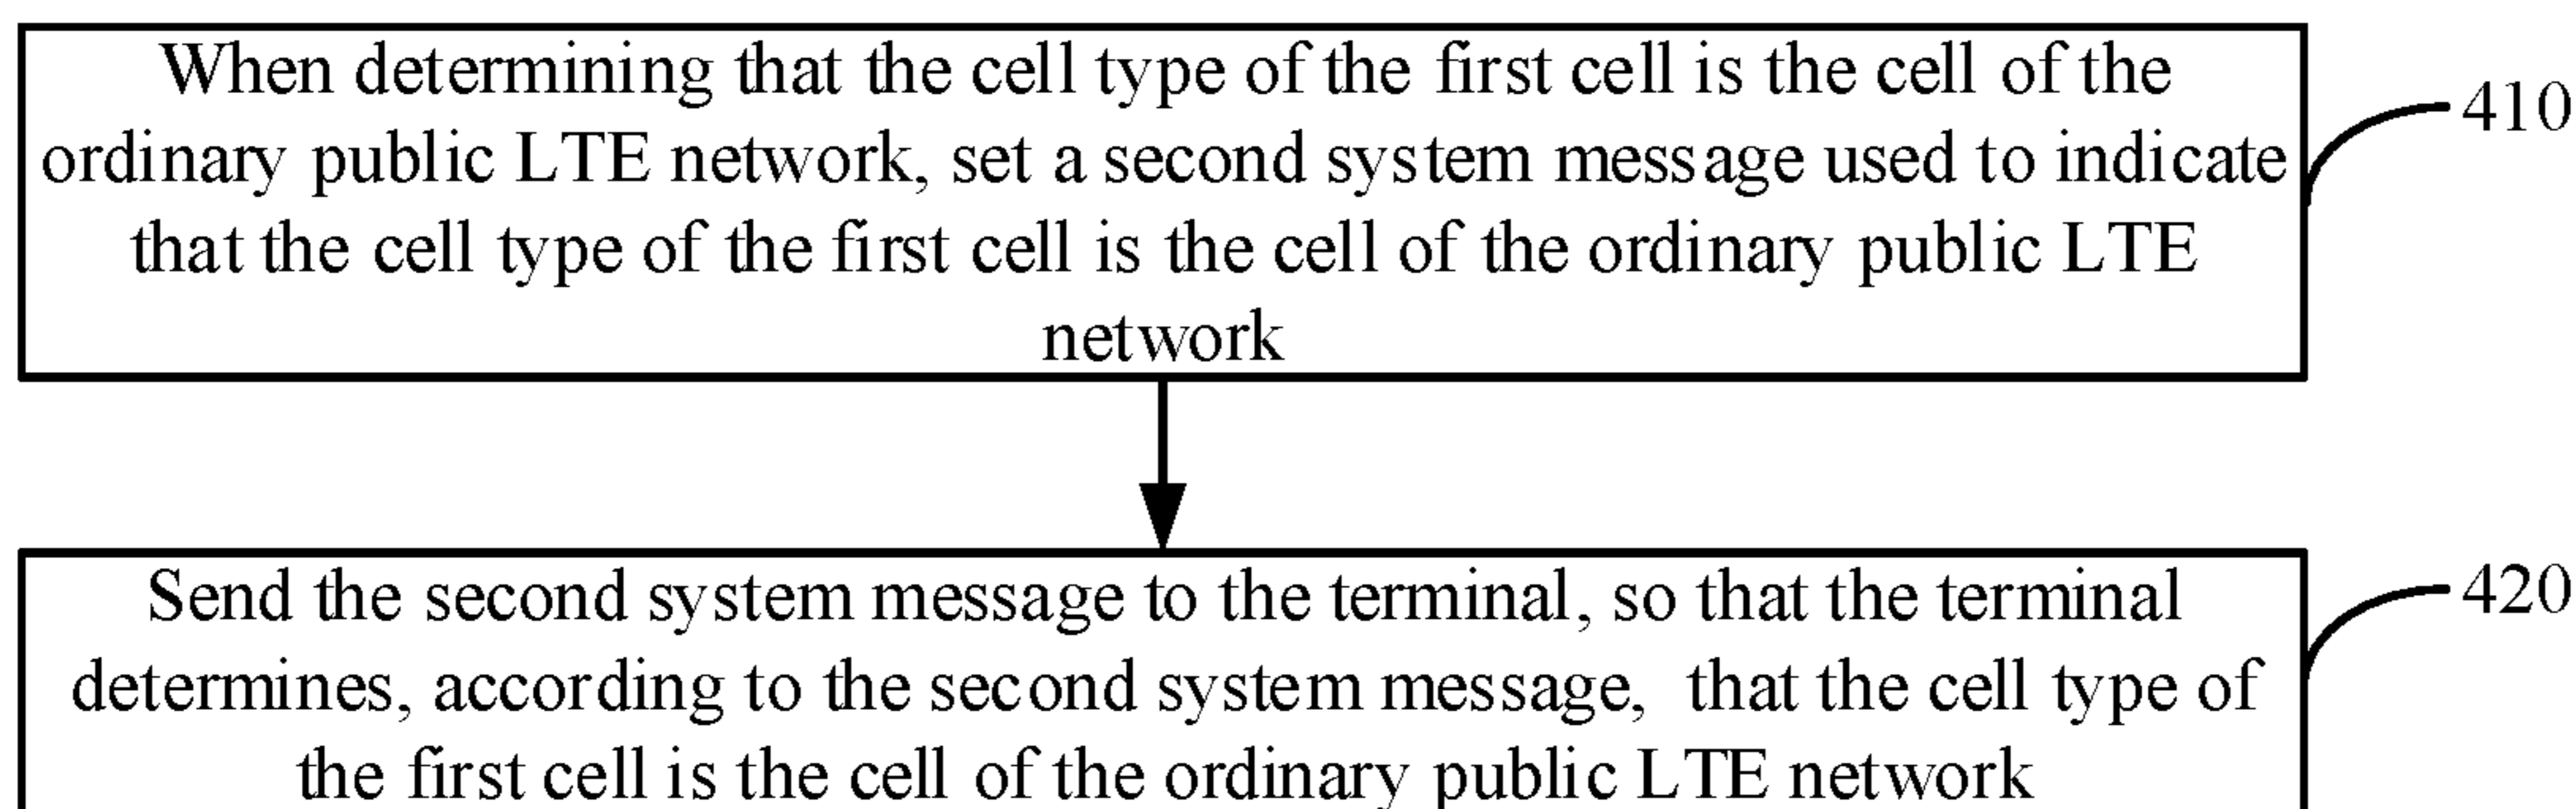 When determining that the cell type of the first cell is the cell of the
ordinary public LTE network, set a second system message used to indicate
that the cell type of the first cell is the cell of the ordinary public LTE
network
410
Send the second system message to the terminal, so that the terminal
determines, according to the second system message, that the cell type of
the first cell is the cell of the ordinary public LTE network
420